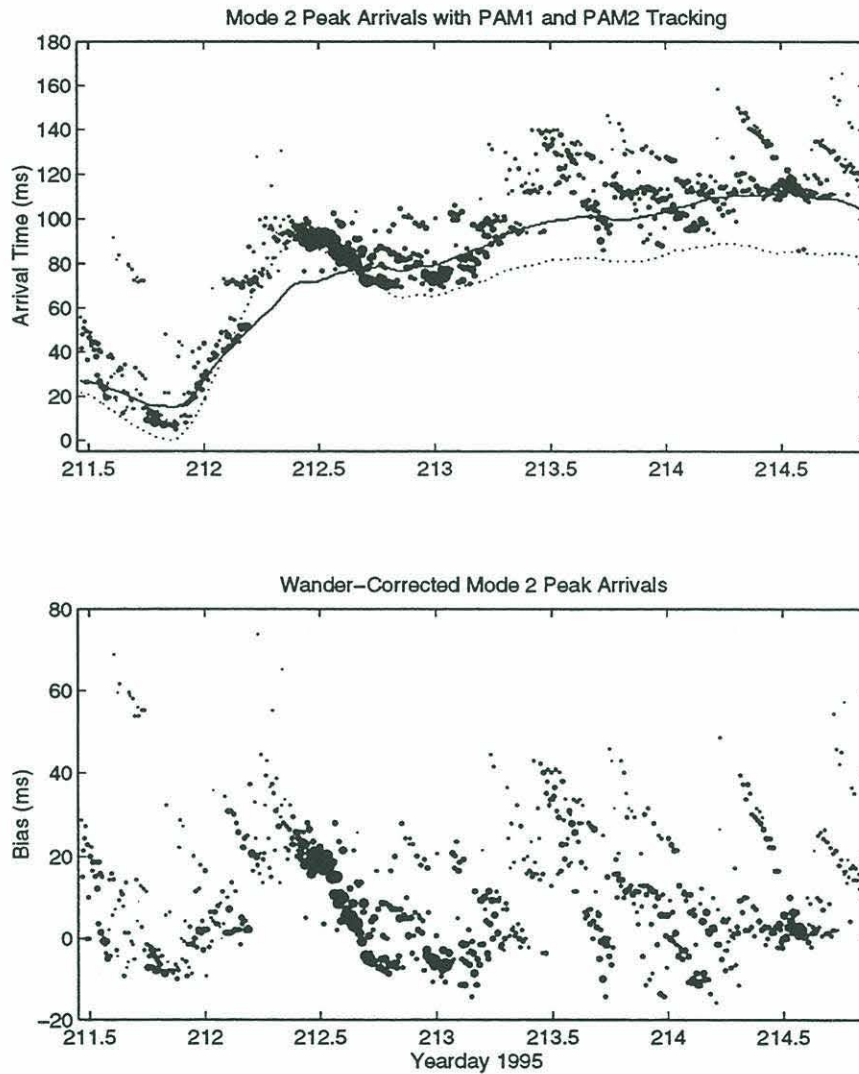 Mode 2 Peak Arrivals with PAM1 and PAM2 Tracking
Arrival Time (ms)
180
160
140
120
100
80
60
40
20
0
211.5 212 212.5 213 213.5 214 214.5
Wander-Corrected Mode 2 Peak Arrivals
Bias (ms)
80
60
40
20
0
-20
211.5 212 212.5 213 213.5 214 214.5
Yearday 1995